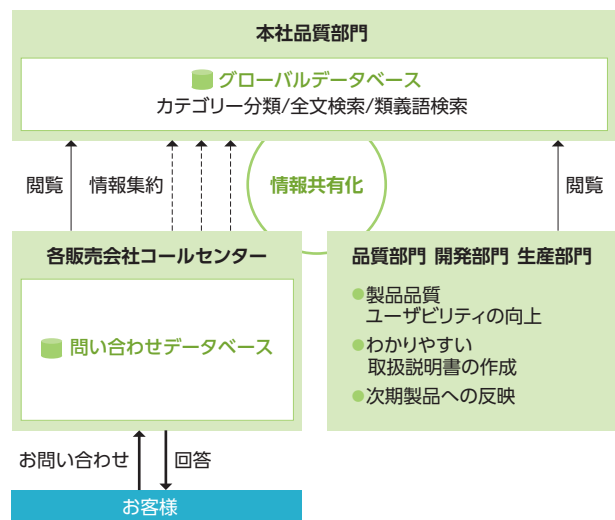 本社品質部門
グローバルデータベース
カテゴリー分類/全文検索/類義語検索
閲覧
情報集約
情報共有化
閲覧
各販売会社コールセンター
問い合わせデータベース
品質部門 開発部門 生産部門
●製品品質
ユーザビリティの向上
●わかりやすい
取扱説明書の作成
●次期製品への反映
お問い合わせ
回答
お客様